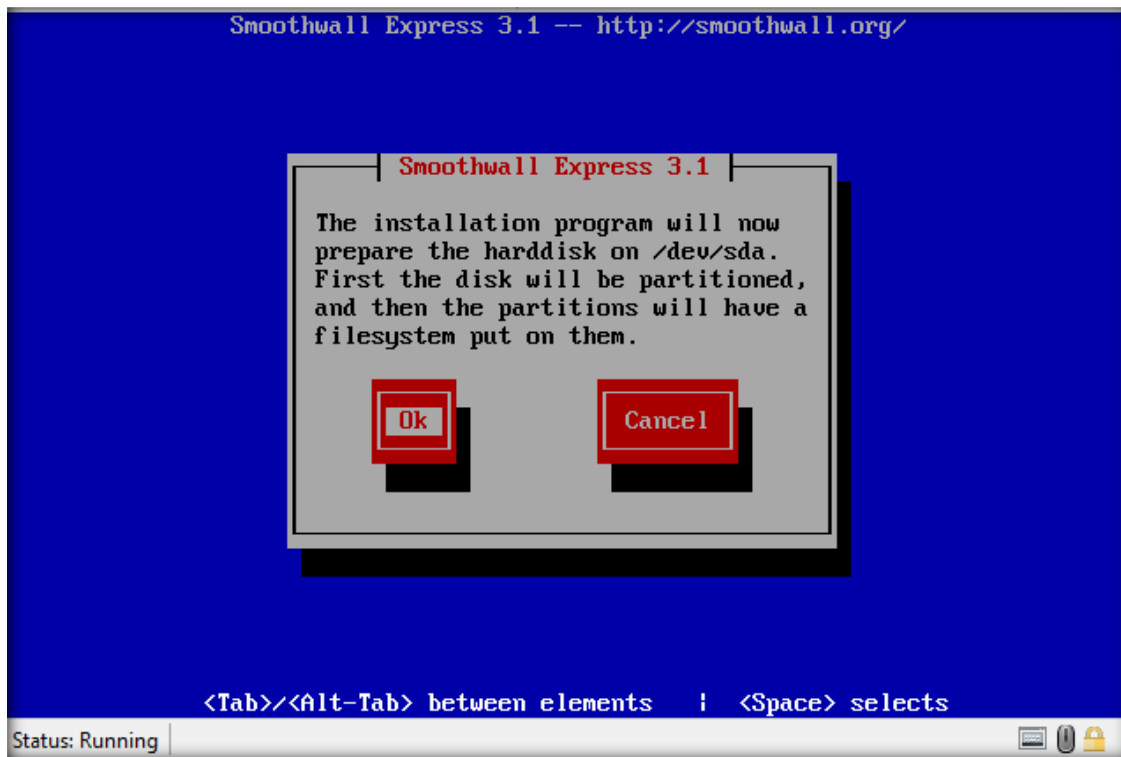 Smoothwall Express 3.1 -- http://smoothwall.org/
Smoothwall Express 3.1
The installation program will now
prepare the harddisk on /dev/sda.
First the disk will be partitioned,
and then the partitions will have a
filesystem put on them.
Ok Cancel
<Tab>/<Alt-Tab> between elements | <Space> selects
Status: Running